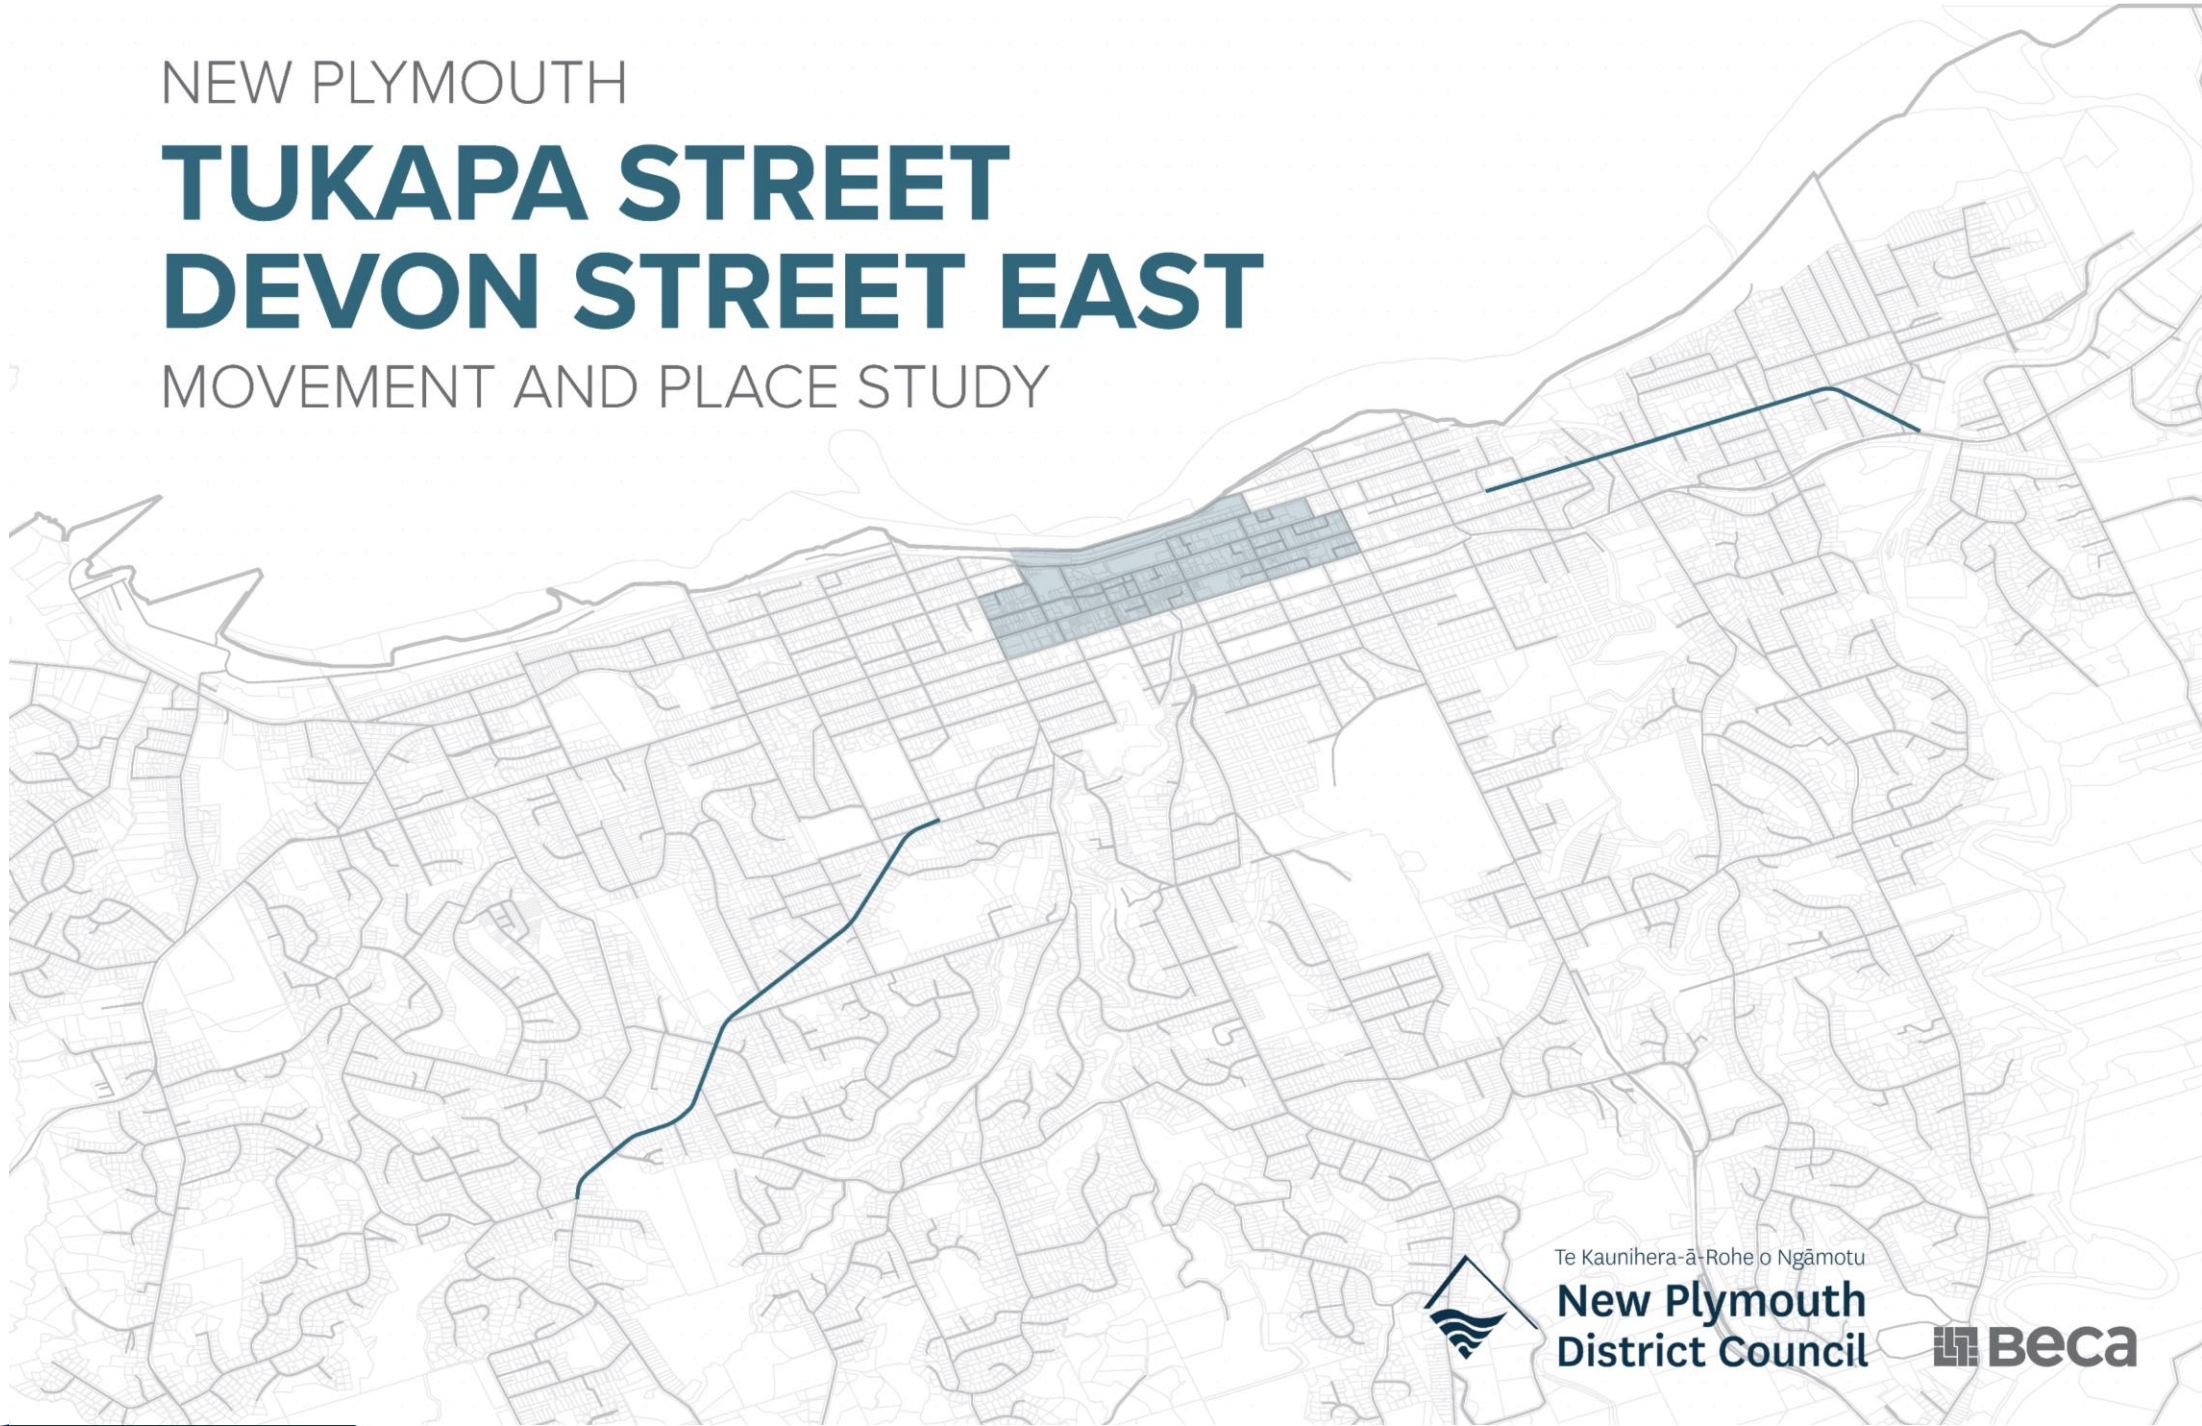 NEW PLYMOUTH
TUKAPA STREET
DEVON STREET EAST
MOVEMENT AND PLACE STUDY
Te Kaunihera-ā-Rohe o Ngāmotu
New Plymouth
District Council
Beca